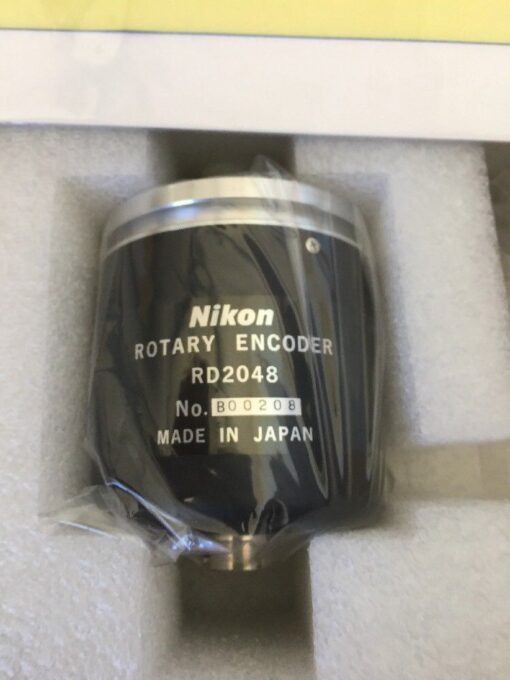 Nikon
ROTARY ENCODER
RD2048
No. B00208
MADE IN JAPAN